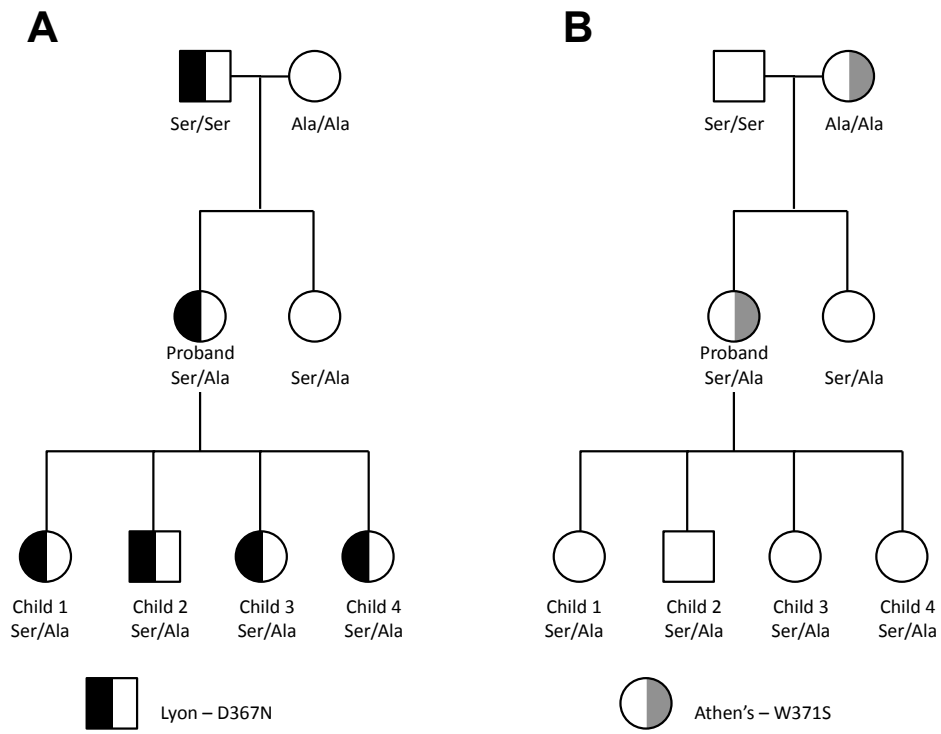 A
B
Ser/Ser Ala/Ala
Ser/Ser Ala/Ala
Proband
Ser/Ala Ser/Ala
Proband
Ser/Ala Ser/Ala
Child 1 Child 2 Child 3 Child 4
Ser/Ala Ser/Ala Ser/Ala Ser/Ala
Child 1 Child 2 Child 3 Child 4
Ser/Ala Ser/Ala Ser/Ala Ser/Ala
Lyon – D367N
Athen's – W371S